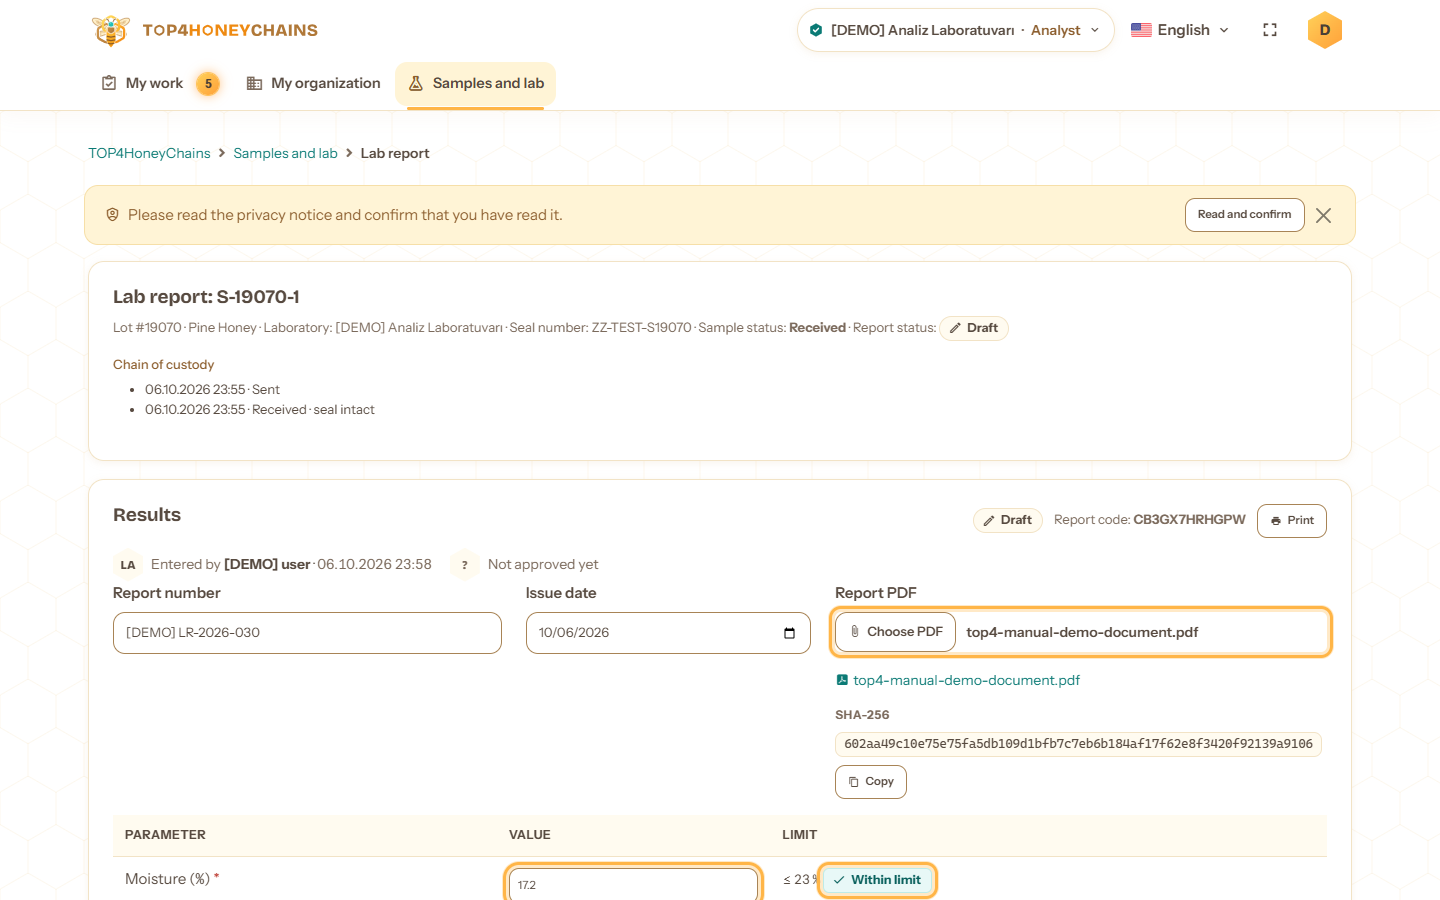 TOP4HONEYCHAINS
[DEMO] Analiz Laboratuvarı · Analyst
English
D
My work 5
My organization
Samples and lab
TOP4HoneyChains > Samples and lab > Lab report
Please read the privacy notice and confirm that you have read it.
Read and confirm
Lab report: S-19070-1
Lot #19070 · Pine Honey · Laboratory: [DEMO] Analiz Laboratuvarı · Seal number: ZZ-TEST-S19070 · Sample status: Received · Report status: Draft
Chain of custody
06.10.2026 23:55 · Sent
06.10.2026 23:55 · Received · seal intact
Results
Draft
Report code: CB3GX7HRHGPW
Print
LA Entered by [DEMO] user · 06.10.2026 23:58
? Not approved yet
Report number
Issue date
Report PDF
[DEMO] LR-2026-030
10/06/2026
Choose PDF top4-manual-demo-document.pdf
top4-manual-demo-document.pdf
SHA-256
602aa49c10e75e75fa5db109d1bfb7c7eb6b184af17f62e8f3420f92139a9106
Copy
PARAMETER VALUE LIMIT
Moisture (%) * 17.2 ≤ 23 % Within limit